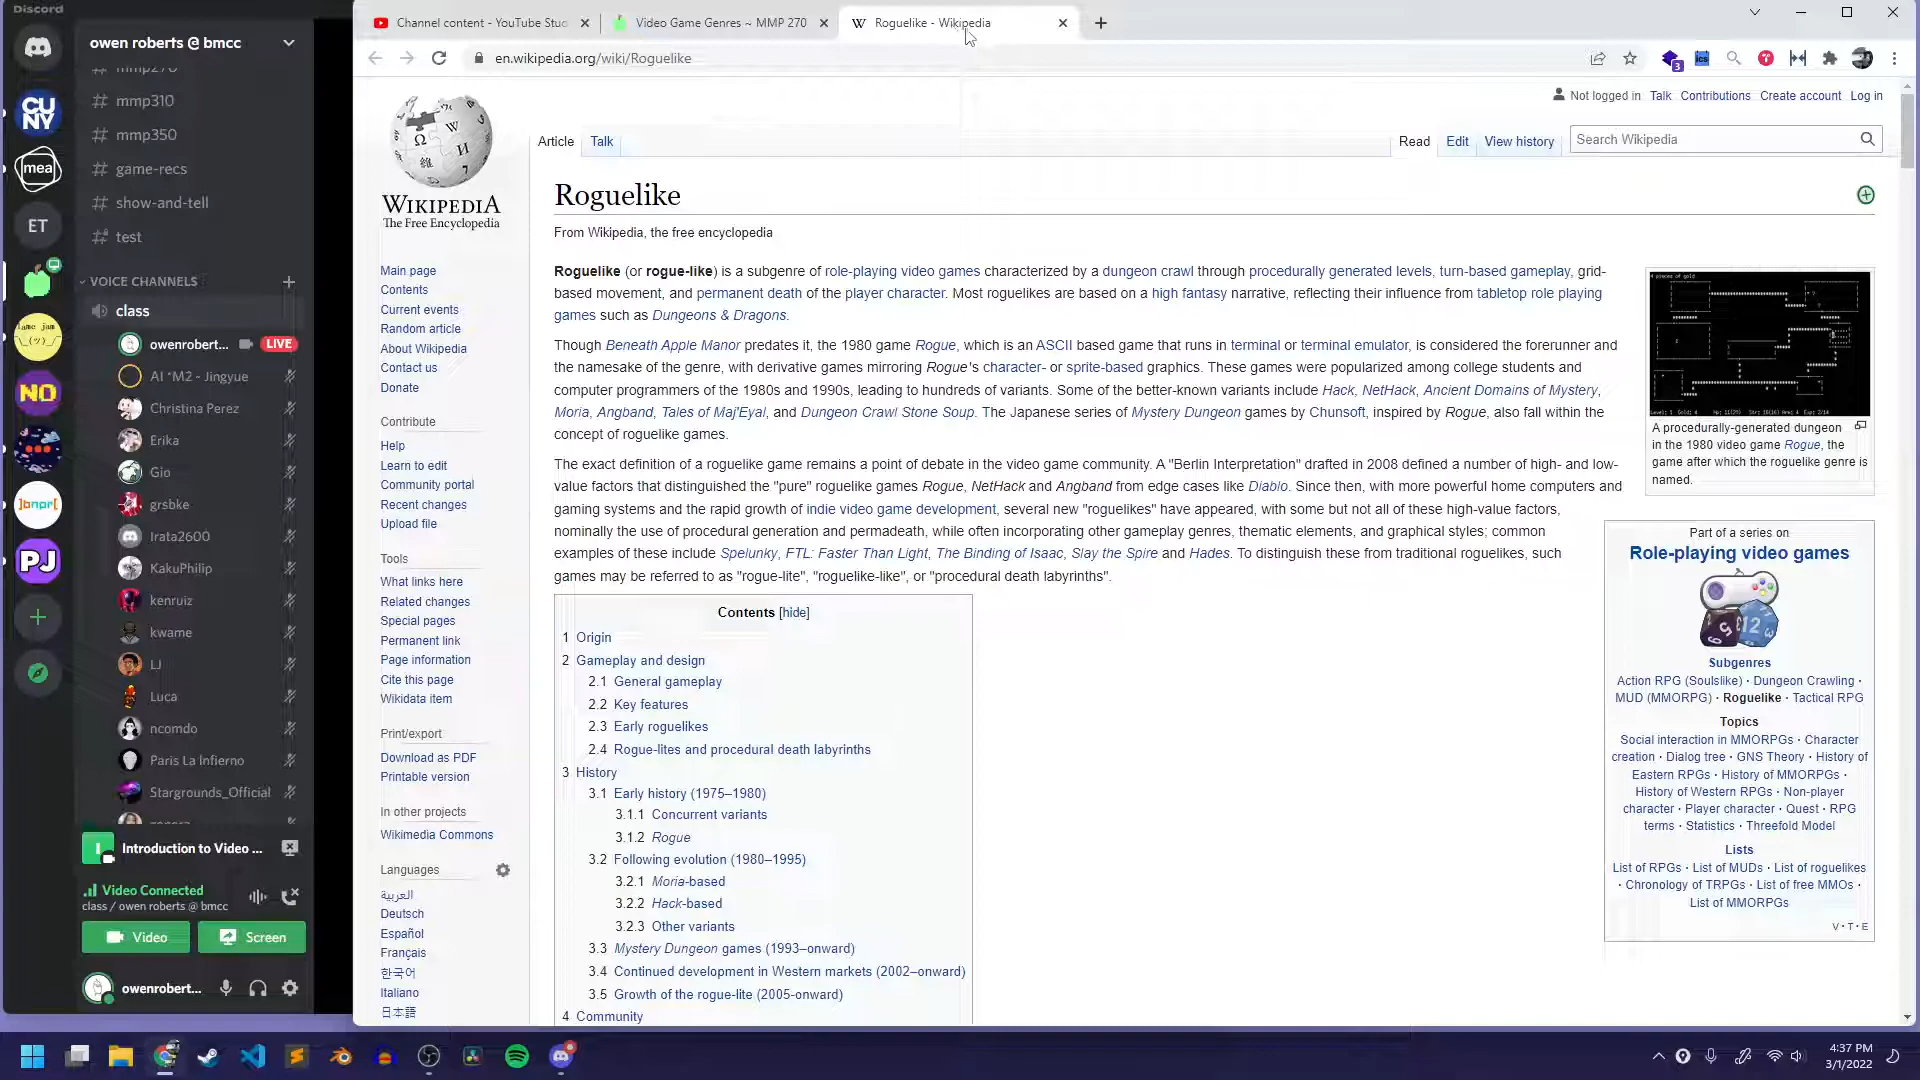 Discord
owen roberts @ bmcc
mmp270
mmp310
mmp350
game-recs
show-and-tell
test
VOICE CHANNELS
class
owenrobert... LIVE
AI *M2 - Jingyue
Christina Perez
Erika
Gio
grsbke
Irata2600
KakuPhilip
kenruiz
kwame
LJ
Luca
ncomdo
Paris La Infiero
Stargrounds_Official
Introduction to Video ...
Video Connected
class / owen roberts @ bmcc
Video
Screen
owenrobert...
CU
NY
mea
ET
NO
]bnpr[
PJ
Channel content - YouTube Stud
Video Game Genres ~ MMP 270
Roguelike - Wikipedia
en.wikipedia.org/wiki/Roguelike
Not logged in Talk Contributions Create account Log in
Article Talk
Read Edit View history
Search Wikipedia
WIKIPEDIA
The Free Encyclopedia
Main page
Contents
Current events
Random article
About Wikipedia
Contact us
Donate
Contribute
Help
Learn to edit
Community portal
Recent changes
Upload file
Tools
What links here
Related changes
Special pages
Permanent link
Page information
Cite this page
Wikidata item
Print/export
Download as PDF
Printable version
In other projects
Wikimedia Commons
Languages
العربية
Deutsch
Español
Français
한국어
Italiano
日本語
Roguelike
From Wikipedia, the free encyclopedia
Roguelike (or rogue-like) is a subgenre of role-playing video games characterized by a dungeon crawl through procedurally generated levels, turn-based gameplay, grid-
based movement, and permanent death of the player character. Most roguelikes are based on a high fantasy narrative, reflecting their influence from tabletop role playing
games such as Dungeons & Dragons.
Though Beneath Apple Manor predates it, the 1980 game Rogue, which is an ASCII based game that runs in terminal or terminal emulator, is considered the forerunner and
the namesake of the genre, with derivative games mirroring Rogue's character- or sprite-based graphics. These games were popularized among college students and
computer programmers of the 1980s and 1990s, leading to hundreds of variants. Some of the better-known variants include Hack, NetHack, Ancient Domains of Mystery,
Moria, Angband, Tales of Maj'Eyal, and Dungeon Crawl Stone Soup. The Japanese series of Mystery Dungeon games by Chunsoft, inspired by Rogue, also fall within the
concept of roguelike games.
The exact definition of a roguelike game remains a point of debate in the video game community. A "Berlin Interpretation" drafted in 2008 defined a number of high- and low-
value factors that distinguished the "pure" roguelike games Rogue, NetHack and Angband from edge cases like Diablo. Since then, with more powerful home computers and
gaming systems and the rapid growth of indie video game development, several new "roguelikes" have appeared, with some but not all of these high-value factors,
nominally the use of procedural generation and permadeath, while often incorporating other gameplay genres, thematic elements, and graphical styles; common
examples of these include Spelunky, FTL: Faster Than Light, The Binding of Isaac, Slay the Spire and Hades. To distinguish these from traditional roguelikes, such
games may be referred to as "rogue-lite", "roguelike-like", or "procedural death labyrinths".
Contents [hide]
1 Origin
2 Gameplay and design
2.1 General gameplay
2.2 Key features
2.3 Early roguelikes
2.4 Rogue-lites and procedural death labyrinths
3 History
3.1 Early history (1975–1980)
3.1.1 Concurrent variants
3.1.2 Rogue
3.2 Following evolution (1980–1995)
3.2.1 Moria-based
3.2.2 Hack-based
3.2.3 Other variants
3.3 Mystery Dungeon games (1993–onward)
3.4 Continued development in Western markets (2002–onward)
3.5 Growth of the rogue-lite (2005-onward)
4 Community
A procedurally-generated dungeon
in the 1980 video game Rogue, the
game after which the roguelike genre is
named.
Part of a series on
Role-playing video games
Subgenres
Action RPG (Soulslike) · Dungeon Crawling ·
MUD (MMORPG) · Roguelike · Tactical RPG
Topics
Social interaction in MMORPGs · Character
creation · Dialog tree · GNS Theory · History of
Eastern RPGs · History of MMORPGs ·
History of Western RPGs · Non-player
character · Player character · Quest · RPG
terms · Statistics · Threefold Model
Lists
List of RPGs · List of MUDs · List of roguelikes
· Chronology of TRPGs · List of free MMOs ·
List of MMORPGs
V · T · E
4:37 PM
3/1/2022